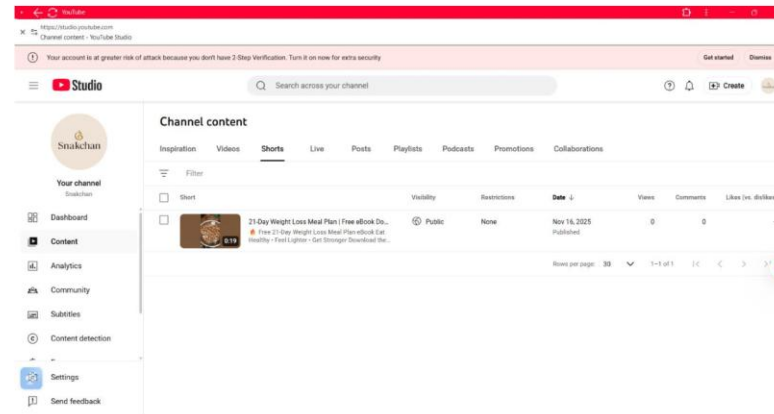 YouTube
https://studio.youtube.com
Channel content - YouTube Studio
Your account is at greater risk of attack because you don't have 2-Step Verification. Turn it on now for extra security
Get started Dismiss
Studio
Search across your channel
Create
Snakchan
Your channel
Snakchan
Dashboard
Content
Analytics
Community
Subtitles
Content detection
Settings
Send feedback
Channel content
Inspiration Videos Shorts Live Posts Playlists Podcasts Promotions Collaborations
Filter
Short Visibility Restrictions Date ↓ Views Comments Likes (vs. dislikes
0:19
21-Day Weight Loss Meal Plan | Free eBook Do... Public None Nov 16, 2025 0 0
🔥 Free 21-Day Weight Loss Meal Plan eBook Eat Published
Healthy • Feel Lighter • Get Stronger Download the...
Rows per page: 30 1–1 of 1